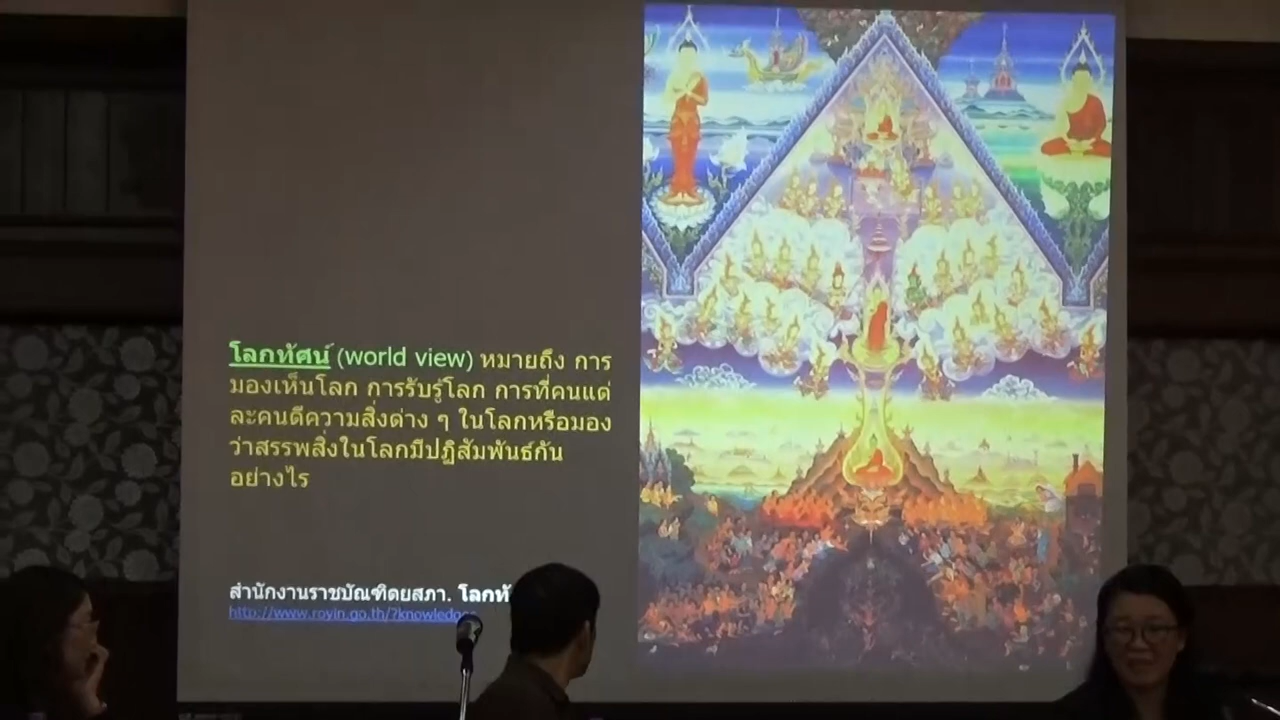 โลกทัศน์ (world view) หมายถึง การ
มองเห็นโลก การรับรู้โลก การที่คนแต่
ละคนตีความสิ่งต่าง ๆ ในโลกหรือมอง
ว่าสรรพสิ่งในโลกมีปฏิสัมพันธ์กัน
อย่างไร
สำนักงานราชบัณฑิตยสภา.
http://www.royin.go.th/?knowledges